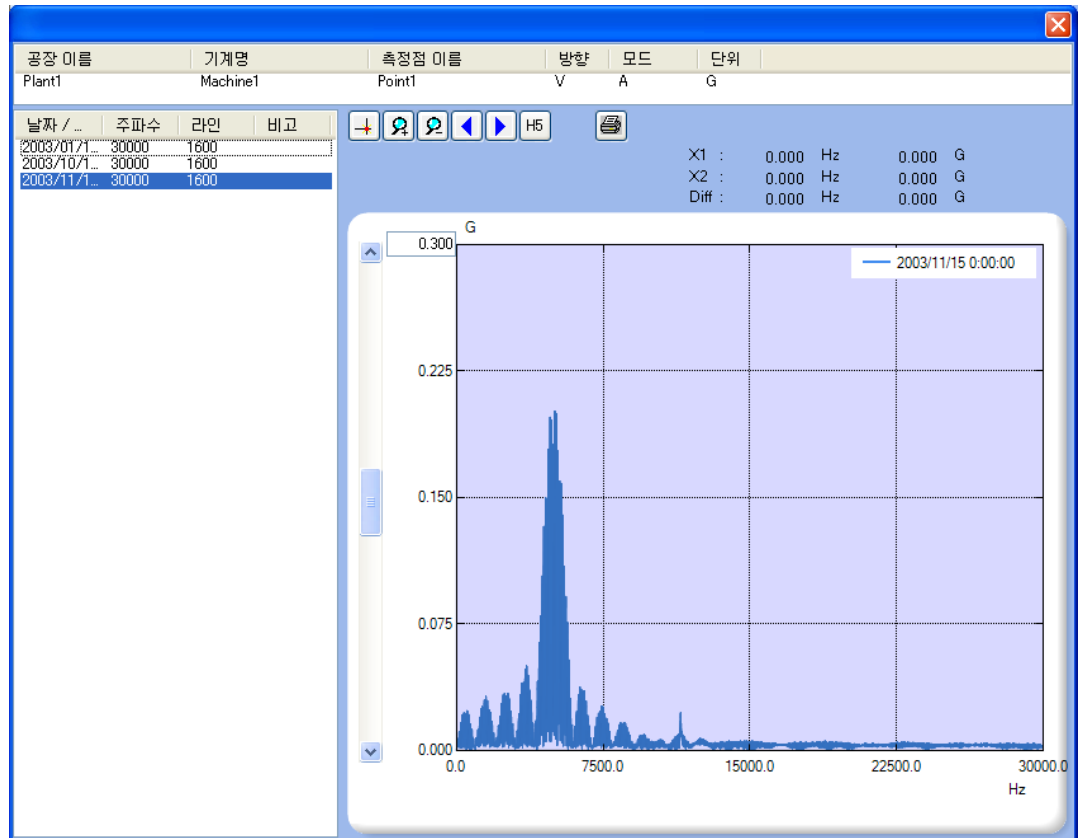 공장 이름 기계명 측정점 이름 방향 모드 단위
Plant1 Machine1 Point1 V A G
날짜 / ... 주파수 라인 비고
2003/01/1... 30000 1600
2003/10/1... 30000 1600
2003/11/1... 30000 1600
H5
X1 : 0.000 Hz 0.000 G
X2 : 0.000 Hz 0.000 G
Diff : 0.000 Hz 0.000 G
G
0.300
2003/11/15 0:00:00
0.225
0.150
0.075
0.000
0.0 7500.0 15000.0 22500.0 30000.0
Hz